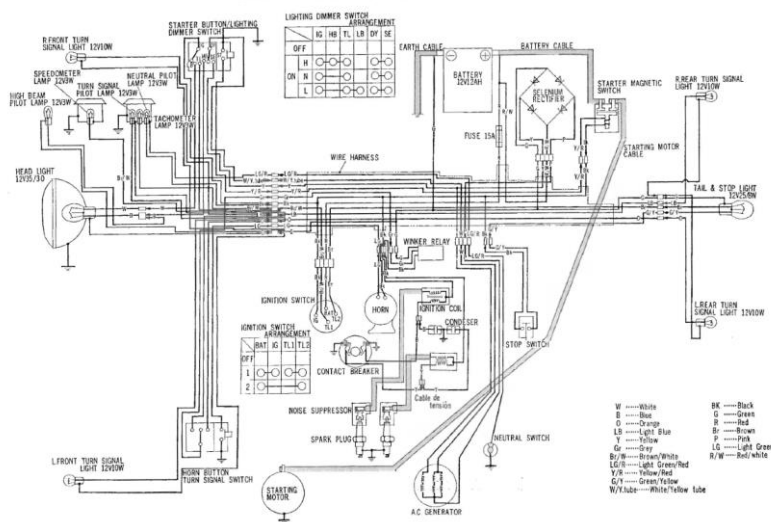 STARTER BUTTON/LIGHTING
DIMMER SWITCH
R.FRONT TURN
SIGNAL LIGHT 12V10W
SPEEDOMETER
LAMP 12V3W
TURN SIGNAL
PILOT LAMP 12V3W
NEUTRAL PILOT
LAMP 12V3W
HIGH BEAM
PILOT LAMP 12V3W
TACHOMETER
LAMP 12V3W
HEAD LIGHT
12V35/30
LIGHTING DIMMER SWITCH
ARRANGEMENT
IG HB TL LB DY SE
OFF
H
ON N
L
EARTH CABLE
BATTERY CABLE
BATTERY
12V12AH
SELENIUM
RECTIFIER
STARTER MAGNETIC
SWITCH
FUSE 15A
R/W
STARTING MOTOR
CABLE
R.REAR TURN SIGNAL
LIGHT 12V10W
WIRE HARNESS
TAIL & STOP LIGHT
12V25/8W
WINKER RELAY
IGNITION SWITCH
BAT
TL2
TL1
HORN
IGNITION COIL
CONDESER
STOP SWITCH
L.REAR TURN
SIGNAL LIGHT 12V10W
IGNITION SWITCH
ARRANGEMENT
BAT IG TL1 TL2
OFF
1
2
CONTACT BREAKER
Cable de
tensión
NOISE SUPPRESSOR
SPARK PLUG
NEUTRAL SWITCH
L.FRONT TURN
SIGNAL LIGHT
12V10W
HORN BUTTON
TURN SIGNAL SWITCH
STARTING
MOTOR
A.C GENERATOR
W ······White
B ······Blue
O ······Orange
LB ······Light Blue
Y ······Yellow
Gr ······Grey
Br/W ······Brown/White
LG/R ······Light Green/Red
Y/R ······Yellow/Red
G/Y ······Green/Yellow
W/Y.tube ······White/Yellow tube
BK ······Black
G ······Green
R ······Red
Br ······Brown
P ······Pink
LG ······Light Green
R/W ······Red/white